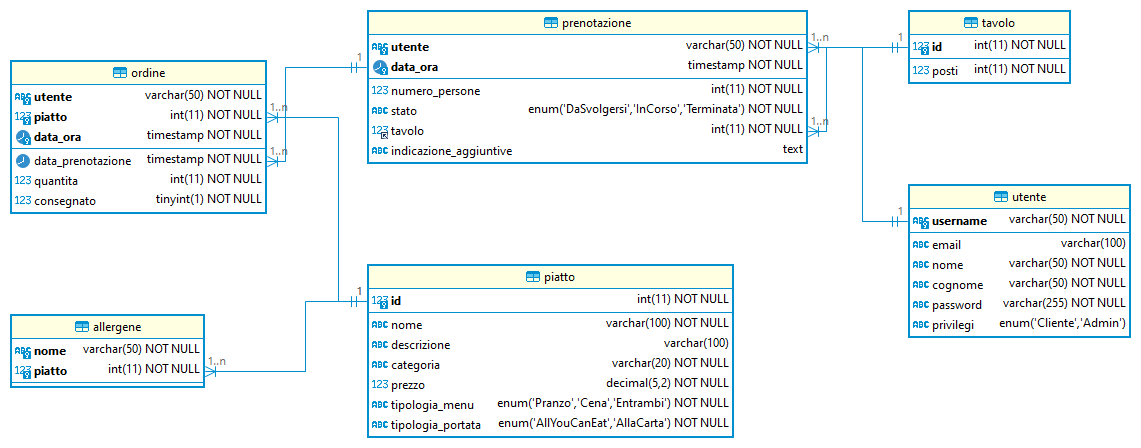 prenotazione
utente varchar(50) NOT NULL
data_ora timestamp NOT NULL
numero_persone int(11) NOT NULL
stato enum('DaSvolgersi','InCorso','Terminata') NOT NULL
tavolo int(11) NOT NULL
indicazione_aggiuntive text
1..n
1..n
1
1
1
tavolo
id int(11) NOT NULL
posti int(11) NOT NULL
ordine
utente varchar(50) NOT NULL
piatto int(11) NOT NULL
data_ora timestamp NOT NULL
data_prenotazione timestamp NOT NULL
quantita int(11) NOT NULL
consegnato tinyint(1) NOT NULL
1..n
1..n
utente
username varchar(50) NOT NULL
email varchar(100)
nome varchar(50) NOT NULL
cognome varchar(50) NOT NULL
password varchar(255) NOT NULL
privilegi enum('Cliente','Admin')
piatto
id int(11) NOT NULL
nome varchar(100) NOT NULL
descrizione varchar(100)
categoria varchar(20) NOT NULL
prezzo decimal(5,2) NOT NULL
tipologia_menu enum('Pranzo','Cena','Entrambi') NOT NULL
tipologia_portata enum('AllYouCanEat','AllaCarta') NOT NULL
1
allergene
nome varchar(50) NOT NULL
piatto int(11) NOT NULL
1..n